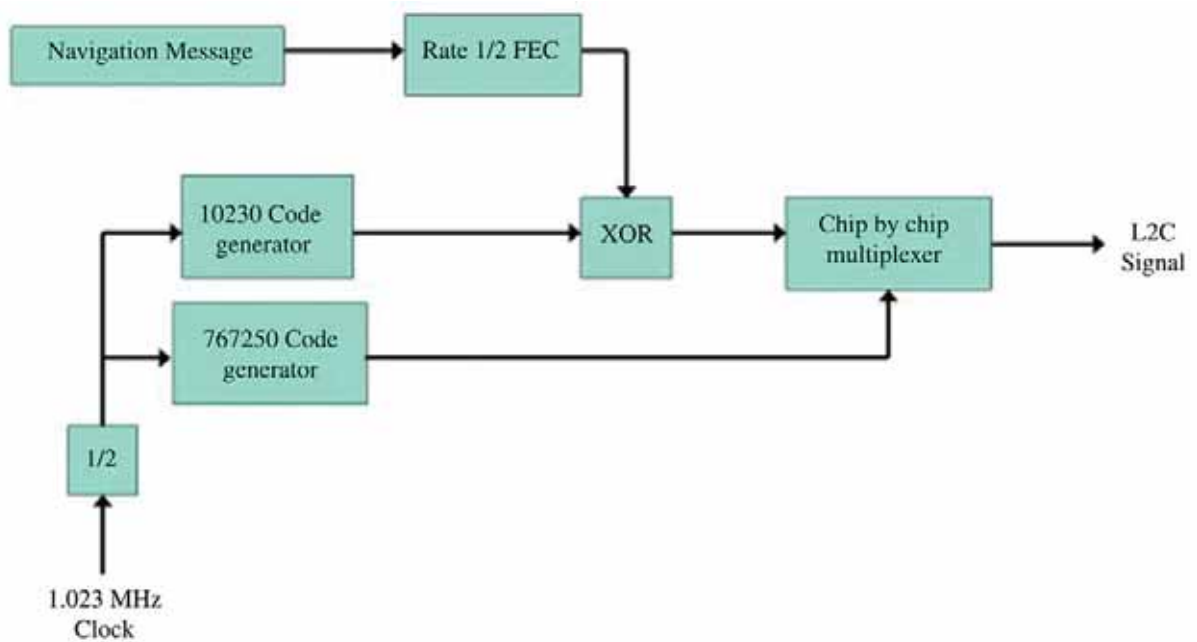 Navigation Message
Rate 1/2 FEC
10230 Code
generator
XOR
Chip by chip
multiplexer
L2C
Signal
767250 Code
generator
1/2
1.023 MHz
Clock